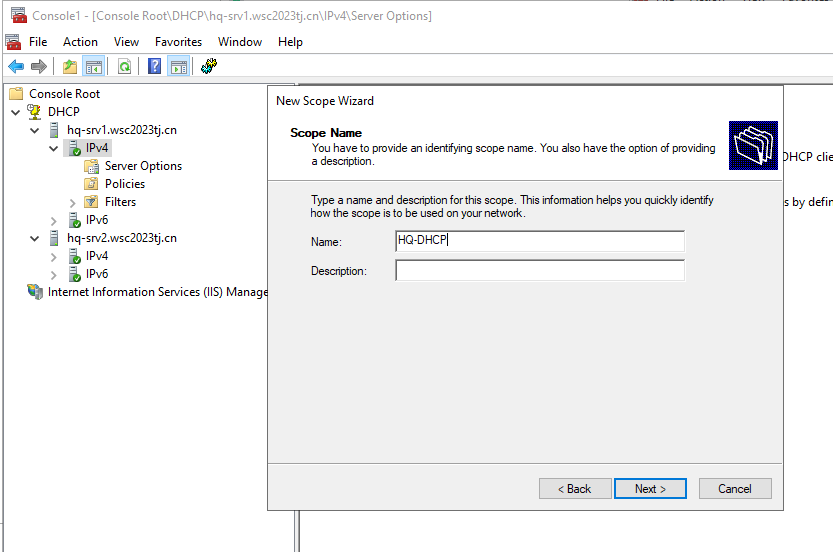 Console1 - [Console Root\DHCP\hq-srv1.wsc2023tj.cn\IPv4\Server Options]
File Action View Favorites Window Help
Console Root
DHCP
hq-srv1.wsc2023tj.cn
IPv4
Server Options
Policies
Filters
IPv6
hq-srv2.wsc2023tj.cn
IPv4
IPv6
Internet Information Services (IIS) Manage
New Scope Wizard
Scope Name
You have to provide an identifying scope name. You also have the option of providing
a description.
Type a name and description for this scope. This information helps you quickly identify
how the scope is to be used on your network.
Name: HQ-DHCP
Description:
< Back Next > Cancel
DHCP clie
s by defin